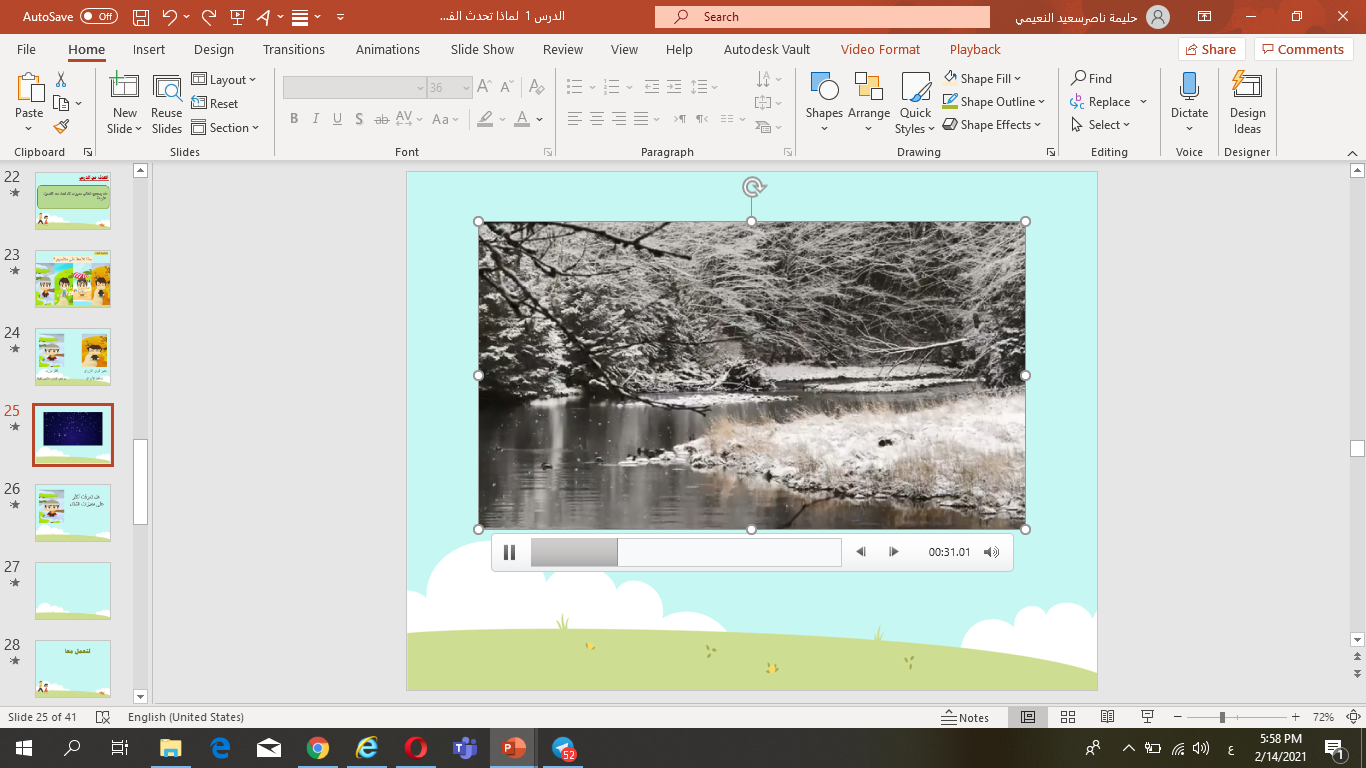 AutoSave Off
الدرس 1 لماذا تحدث الف...
Search
حليمة ناصرسعيد النعيمي
File Home Insert Design Transitions Animations Slide Show Review View Help Autodesk Vault Video Format Playback
Share Comments
Paste
Clipboard
New Slide
Reuse Slides
Layout
Reset
Section
Slides
36
B I U S ab AV Aa A
Font
Paragraph
Shapes
Arrange
Quick Styles
Shape Fill
Shape Outline
Shape Effects
Drawing
Find
Replace
Select
Editing
Dictate
Voice
Design Ideas
Designer
22
23
24
25
26
27
28
لنعمل معا
00:31.01
Slide 25 of 41
English (United States)
Notes
72%
52
ع
5:58 PM
2/14/2021
1